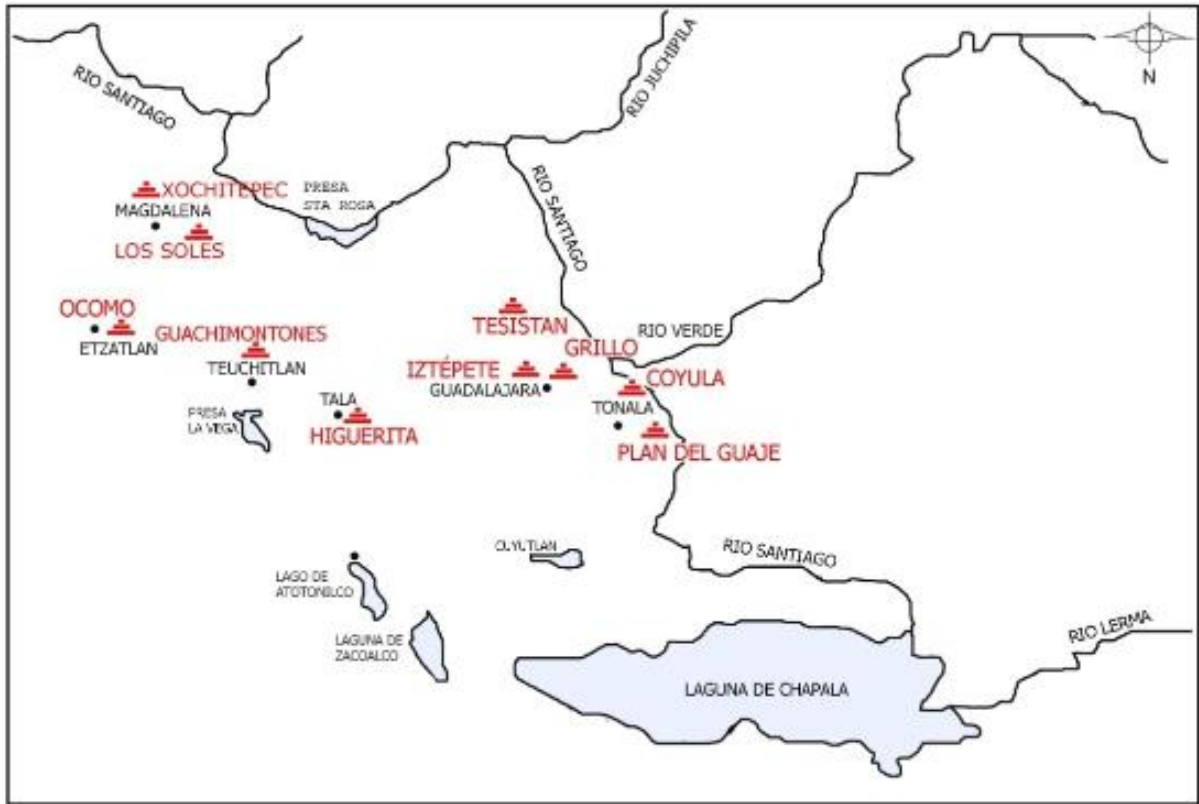 RIO SANTIAGO
RIO JUCHIPILA
N
XOCHITEPEC
PRESA
STA ROSA
MAGDALENA
LOS SOLES
RIO SANTIAGO
OCOMO
ETZATLAN
GUACHIMONTONES
TEUCHITLAN
TESISTAN
RIO VERDE
GRILLO
IZTÉPETE
GUADALAJARA
COYULA
TONALA
PLAN DEL GUAJE
TALA
HIGUERITA
PRESA
LA VEGA
CUYUTLAN
RIO SANTIAGO
LAGO DE
ATOTONILCO
LAGUNA DE
ZACOALCO
RIO LERMA
LAGUNA DE CHAPALA